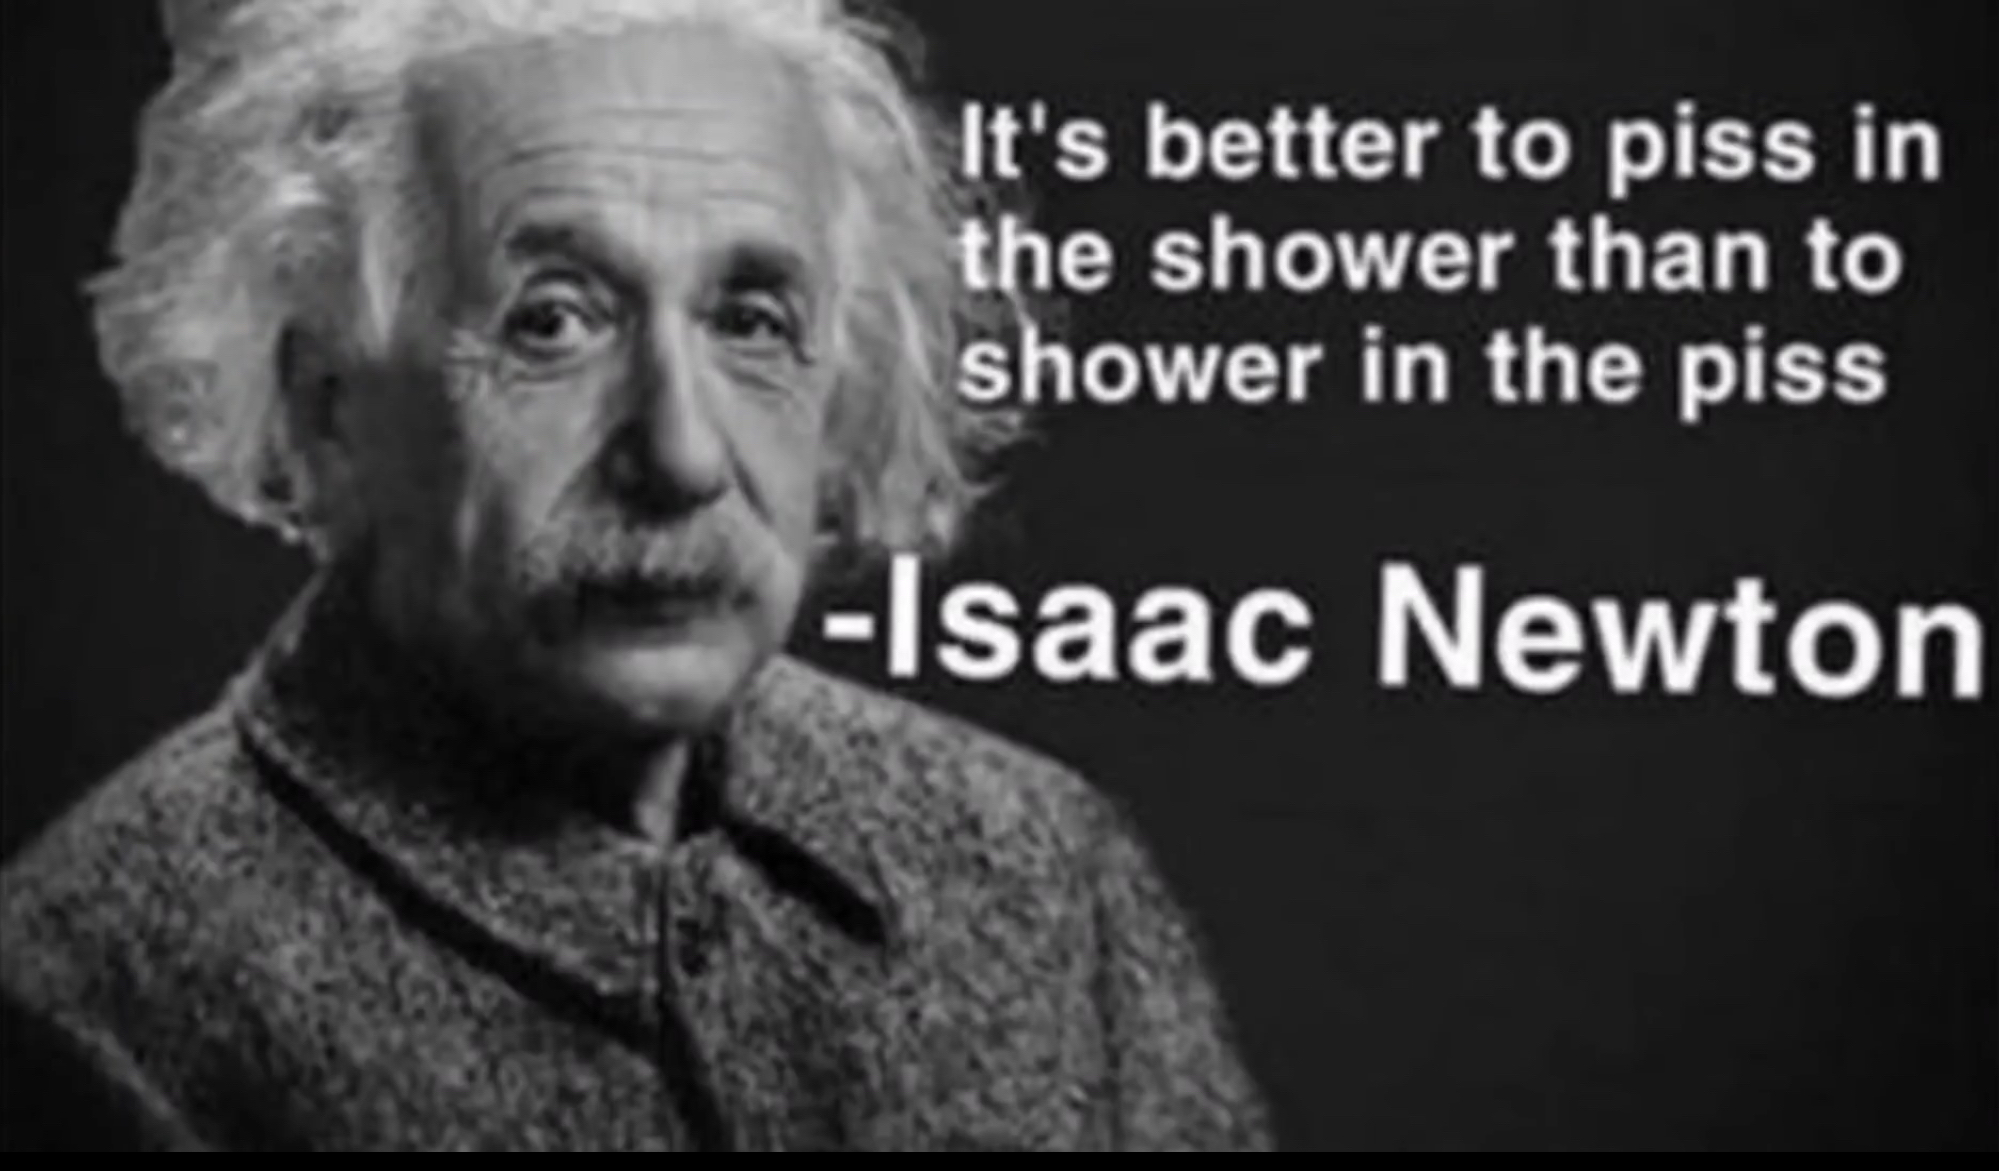 It's better to piss in
the shower than to
shower in the piss
-Isaac Newton